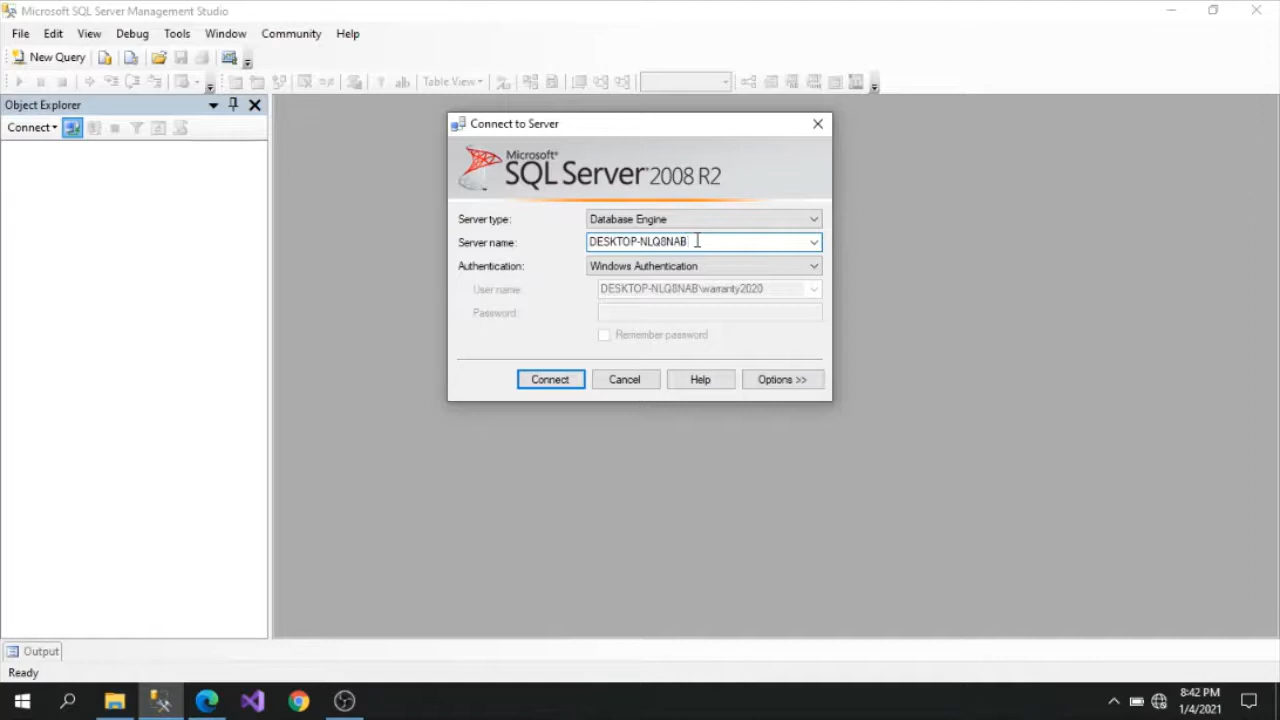 Microsoft SQL Server Management Studio
File Edit View Debug Tools Window Community Help
New Query
Table View
Object Explorer
Connect
Connect to Server
Microsoft
SQL Server 2008 R2
Server type: Database Engine
Server name: DESKTOP-NLQ8NAB
Authentication: Windows Authentication
User name: DESKTOP-NLQ8NAB\warranty2020
Password:
Remember password
Connect Cancel Help Options >>
Output
Ready
8:42 PM
1/4/2021